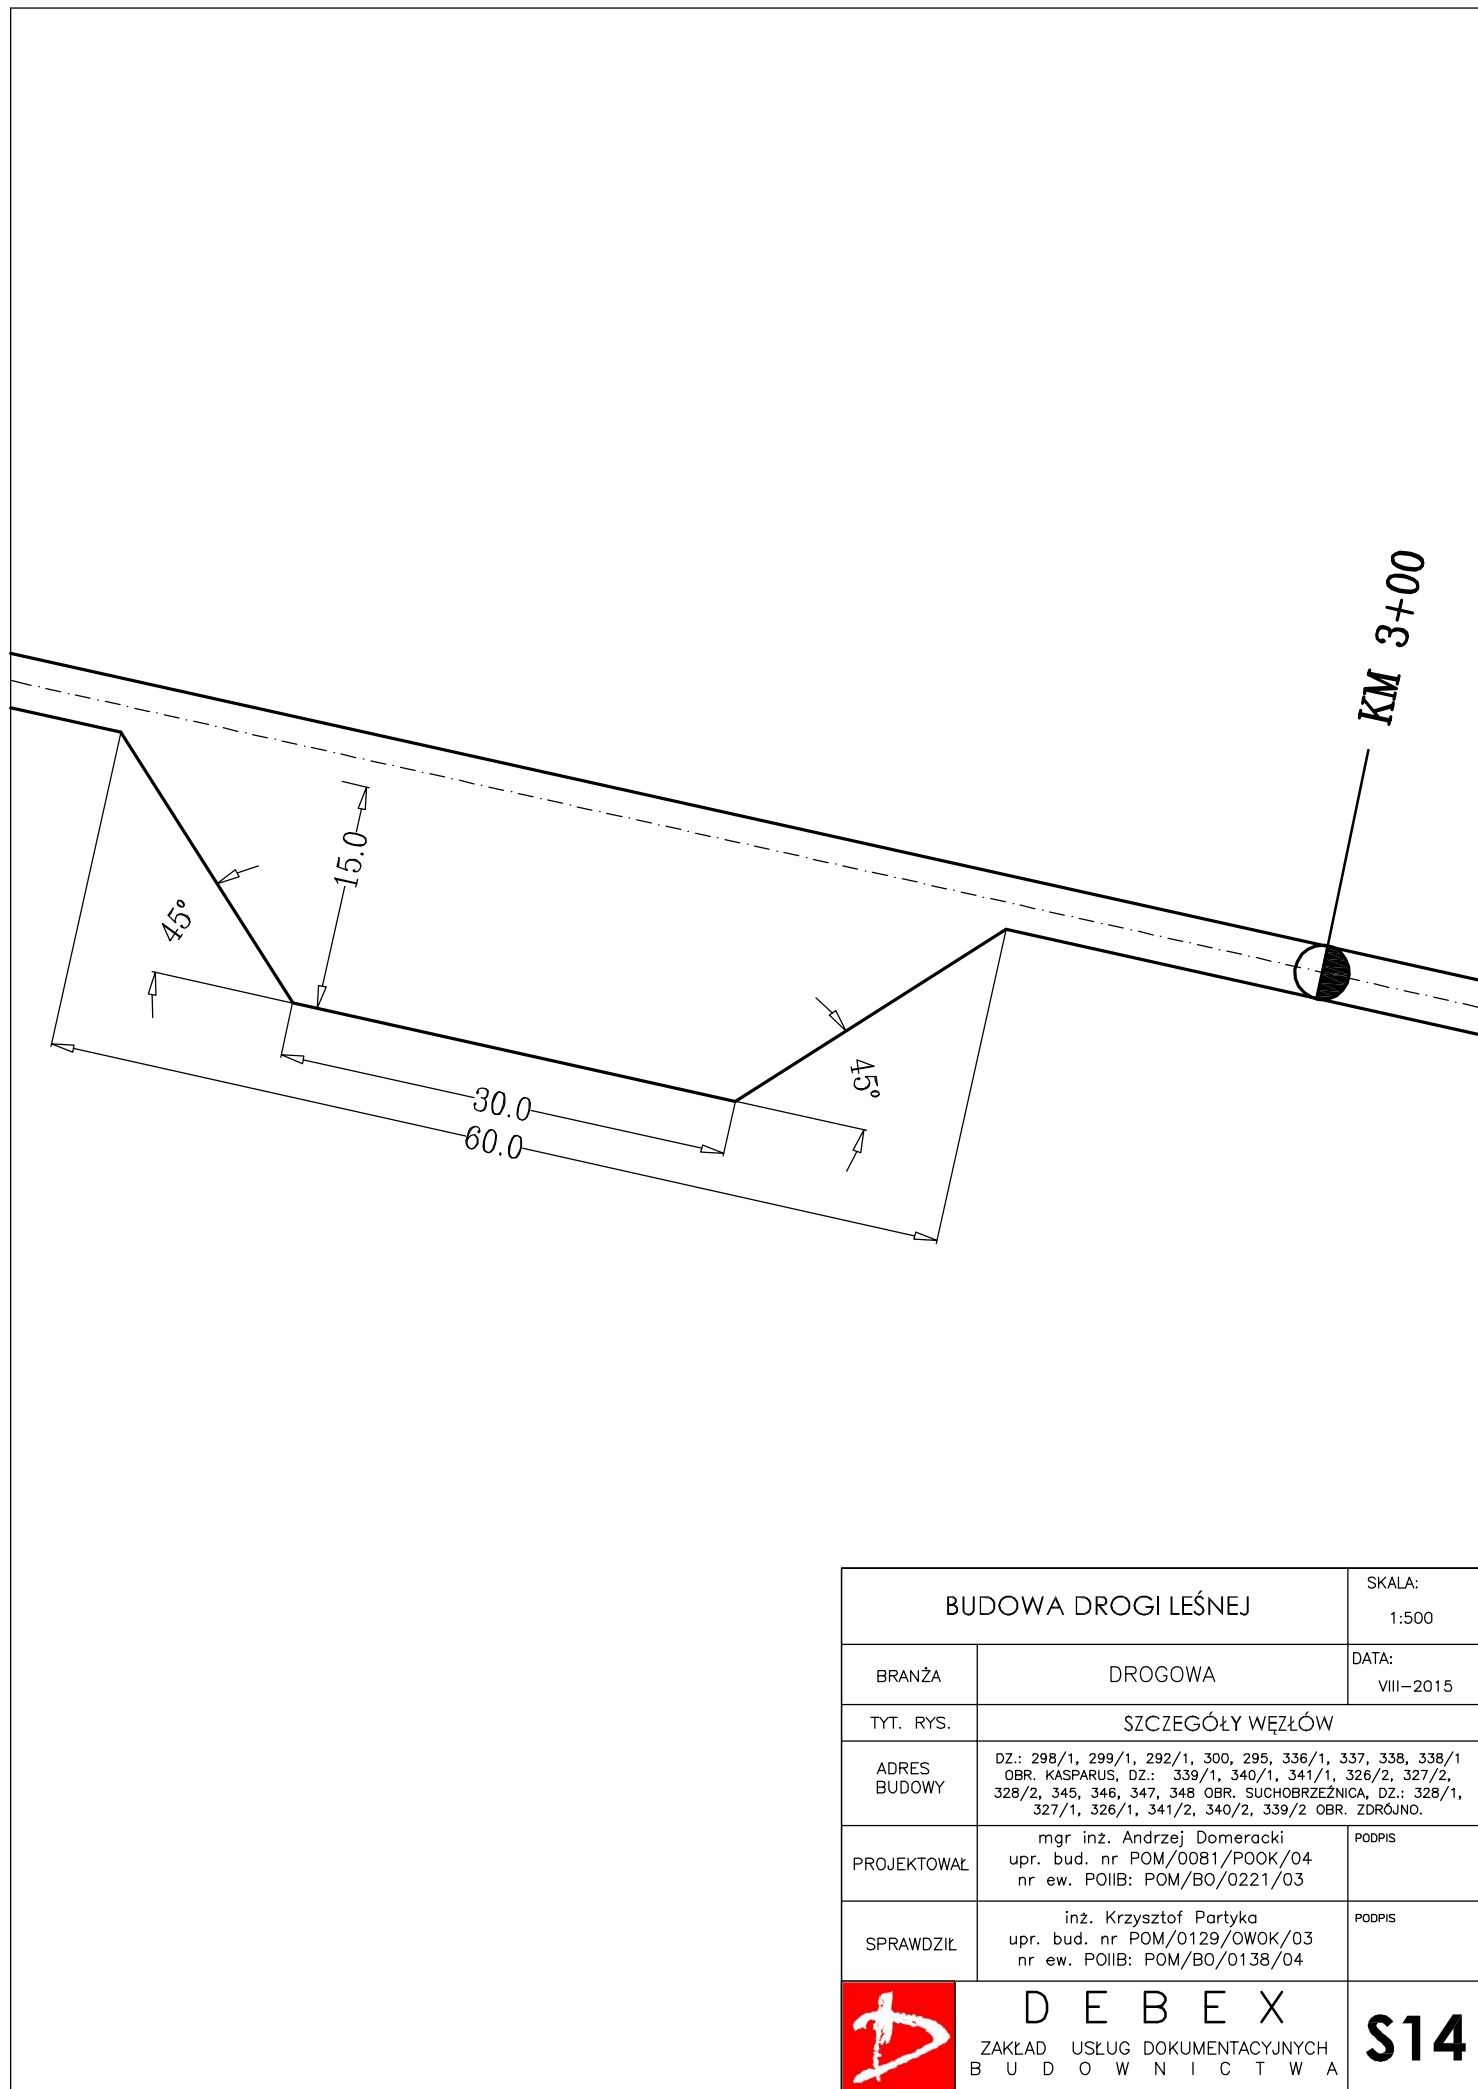 KM 3+00
15.0
45°
45°
30.0
60.0
BUDOWA DROGI LEŚNEJ
SKALA:
1:500
BRANŻA
DROGOWA
DATA:
VIII-2015
TYT. RYS.
SZCZEGÓŁY WĘZŁÓW
ADRES
BUDOWY
DZ.: 298/1, 299/1, 292/1, 300, 295, 336/1, 337, 338, 338/1
OBR. KASPARUS, DZ.: 339/1, 340/1, 341/1, 326/2, 327/2,
328/2, 345, 346, 347, 348 OBR. SUCHOBRZEŹNICA, DZ.: 328/1,
327/1, 326/1, 341/2, 340/2, 339/2 OBR. ZDRÓJNO.
PROJEKTOWAŁ
mgr inż. Andrzej Domeracki
upr. bud. nr POM/0081/POOK/04
nr ew. POIIB: POM/BO/0221/03
PODPIS
SPRAWDZIŁ
inż. Krzysztof Partyka
upr. bud. nr POM/0129/OWOK/03
nr ew. POIIB: POM/BO/0138/04
PODPIS
D E B E X
ZAKŁAD USŁUG DOKUMENTACYJNYCH
B U D O W N I C T W A
S14